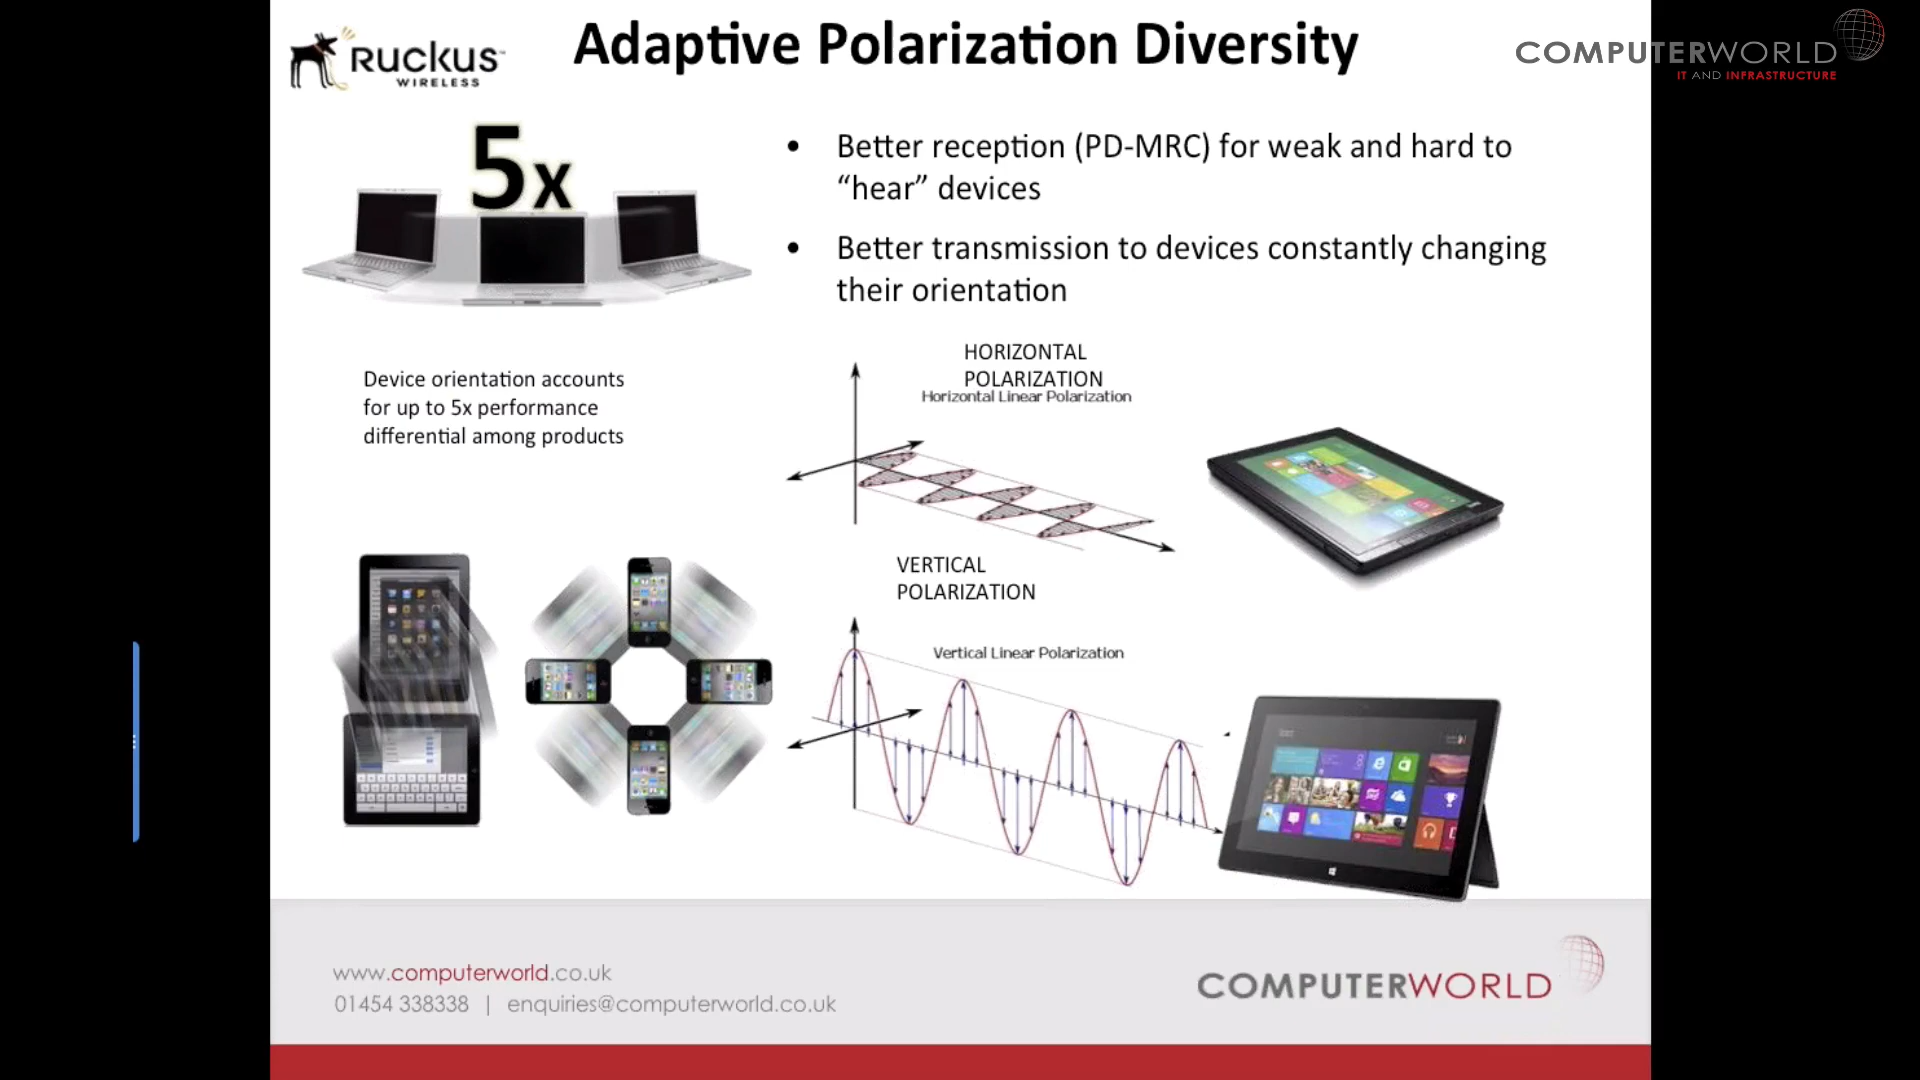 RUCKUS™
WIRELESS
Adaptive Polarization Diversity
COMPUTERWORLD
IT AND INFRASTRUCTURE
5x
• Better reception (PD-MRC) for weak and hard to
“hear” devices
• Better transmission to devices constantly changing
their orientation
Device orientation accounts
for up to 5x performance
differential among products
HORIZONTAL
POLARIZATION
Horizontal Linear Polarization
VERTICAL
POLARIZATION
Vertical Linear Polarization
www.computerworld.co.uk
01454 338338 | enquiries@computerworld.co.uk
COMPUTERWORLD